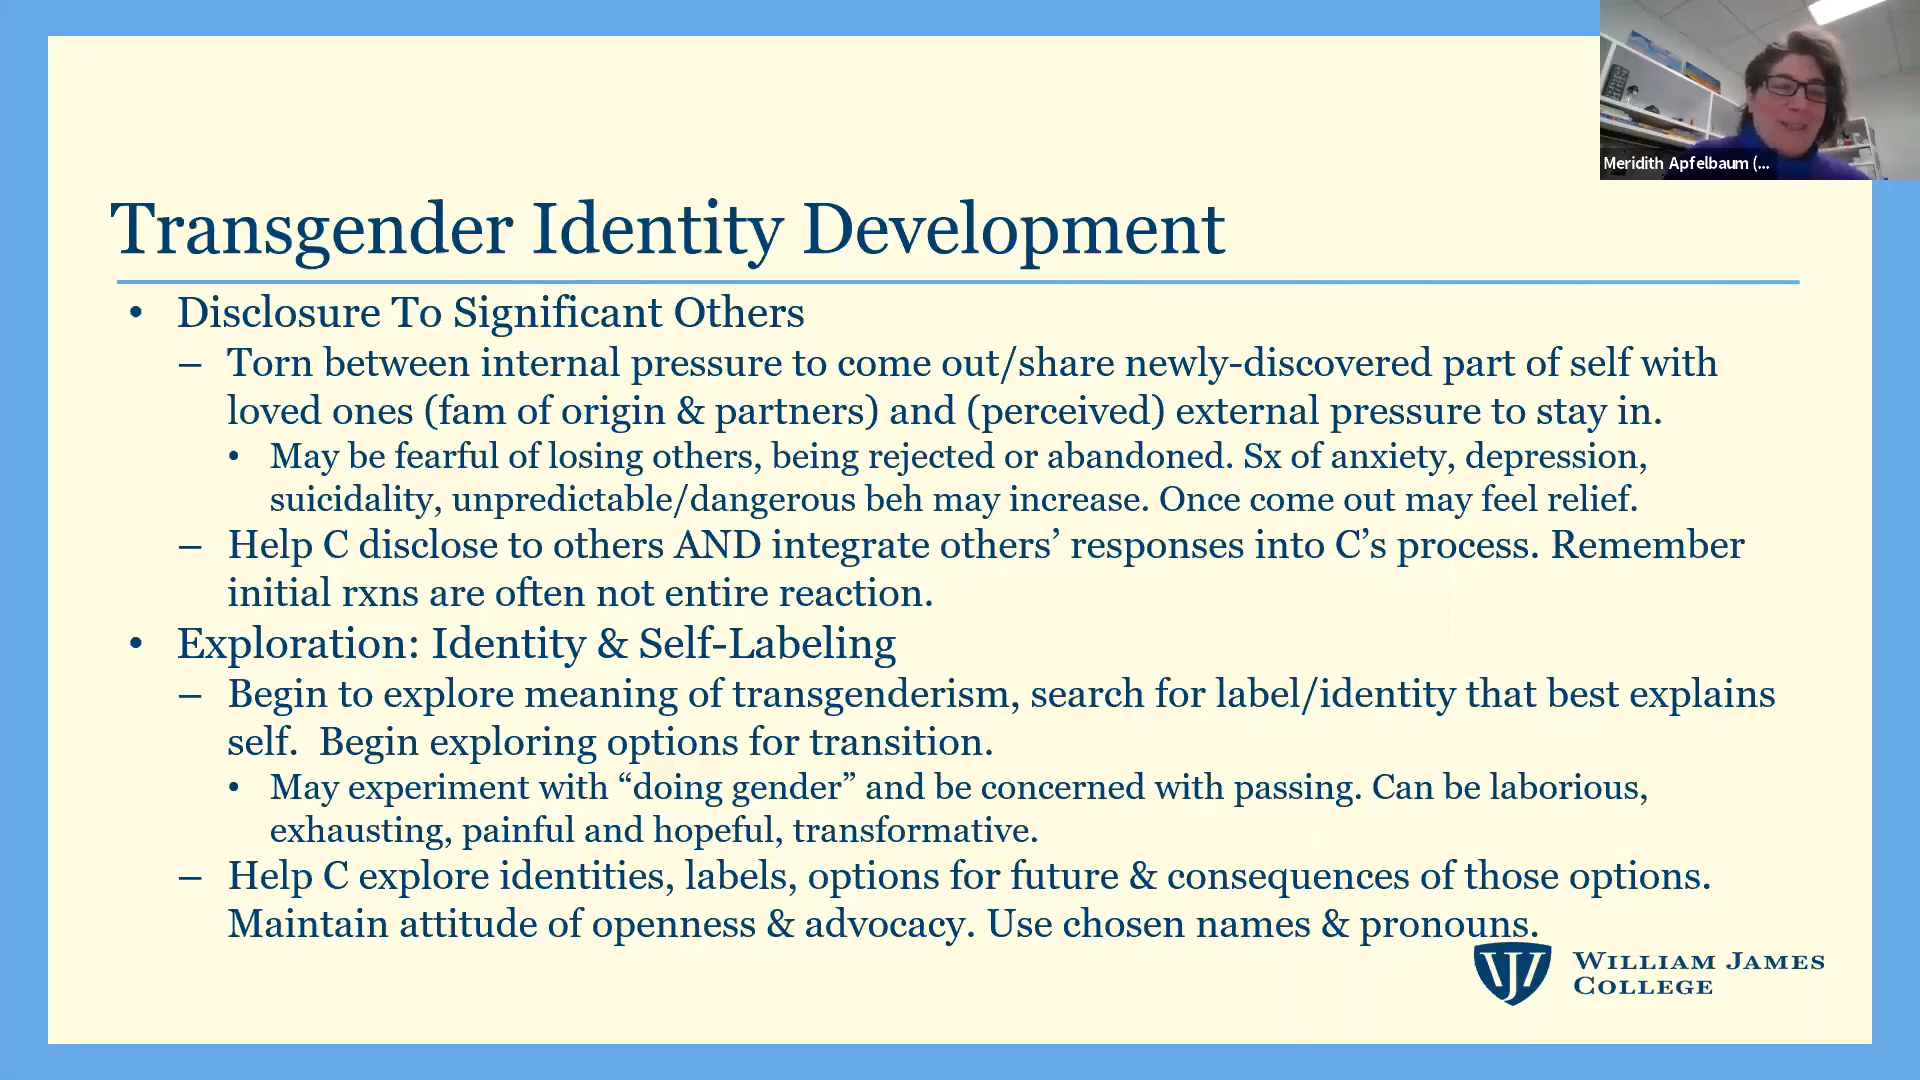 Meridith Apfelbaum (...
Transgender Identity Development
• Disclosure To Significant Others
– Torn between internal pressure to come out/share newly-discovered part of self with
loved ones (fam of origin & partners) and (perceived) external pressure to stay in.
• May be fearful of losing others, being rejected or abandoned. Sx of anxiety, depression,
suicidality, unpredictable/dangerous beh may increase. Once come out may feel relief.
– Help C disclose to others AND integrate others’ responses into C’s process. Remember
initial rxns are often not entire reaction.
• Exploration: Identity & Self-Labeling
– Begin to explore meaning of transgenderism, search for label/identity that best explains
self.  Begin exploring options for transition.
• May experiment with “doing gender” and be concerned with passing. Can be laborious,
exhausting, painful and hopeful, transformative.
– Help C explore identities, labels, options for future & consequences of those options.
Maintain attitude of openness & advocacy. Use chosen names & pronouns.
WJ
WILLIAM JAMES
COLLEGE